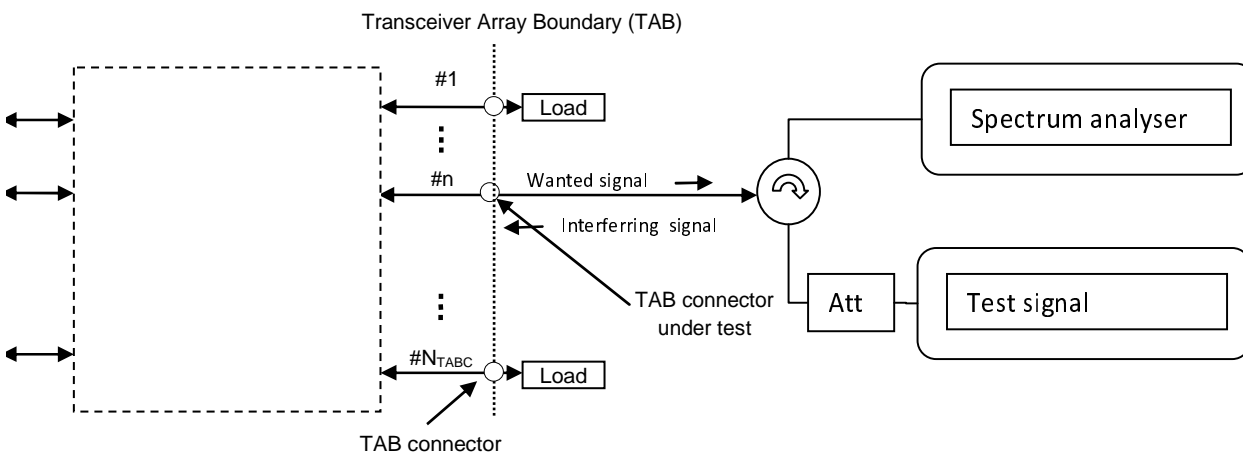 Transceiver Array Boundary (TAB)
#1
Load
Spectrum analyser
#n
Wanted signal
Interferring signal
TAB connector
under test
Att
Test signal
#NTABC
Load
TAB connector